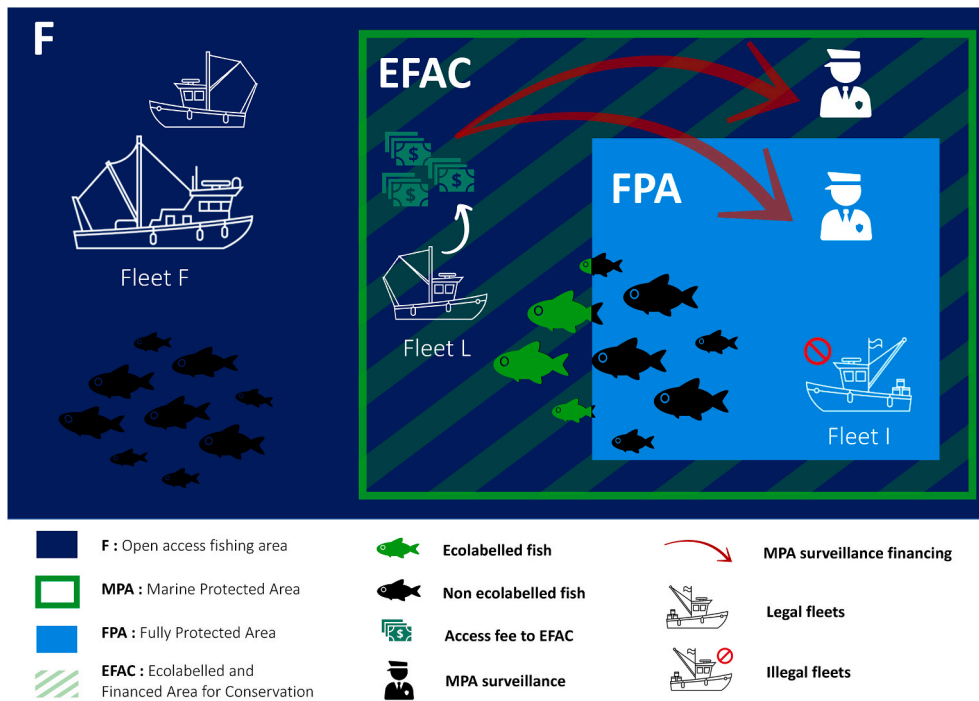 F
EFAC
FPA
Fleet F
Fleet L
Fleet I
F : Open access fishing area
MPA : Marine Protected Area
FPA : Fully Protected Area
EFAC : Ecolabelled and
Financed Area for Conservation
Ecolabelled fish
Non ecolabelled fish
Access fee to EFAC
MPA surveillance
MPA surveillance financing
Legal fleets
Illegal fleets